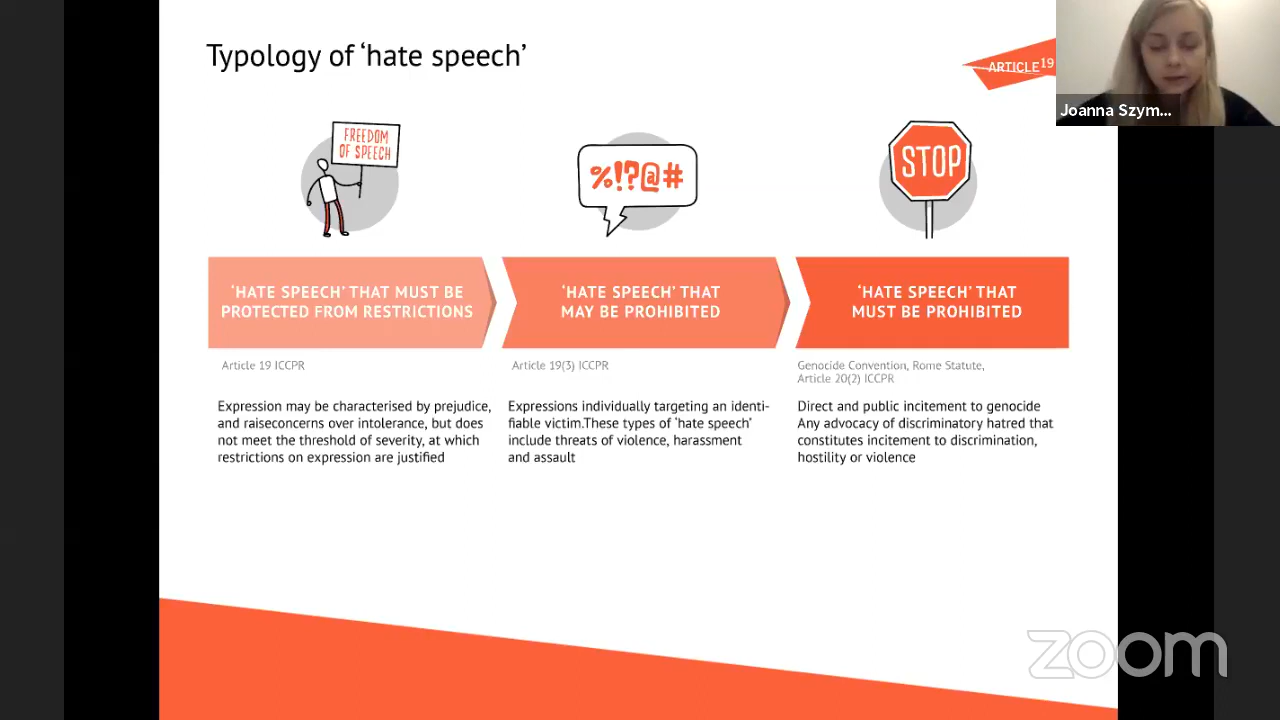 Typology of ‘hate speech’
ARTICLE 19
Joanna Szym...
FREEDOM
OF SPEECH
%!?@#
STOP
‘HATE SPEECH’ THAT MUST BE
PROTECTED FROM RESTRICTIONS
‘HATE SPEECH’ THAT
MAY BE PROHIBITED
‘HATE SPEECH’ THAT
MUST BE PROHIBITED
Article 19 ICCPR
Expression may be characterised by prejudice,
and raiseconcerns over intolerance, but does
not meet the threshold of severity, at which
restrictions on expression are justified
Article 19(3) ICCPR
Expressions individually targeting an identi-
fiable victim.These types of ‘hate speech’
include threats of violence, harassment
and assault
Genocide Convention, Rome Statute,
Article 20(2) ICCPR
Direct and public incitement to genocide
Any advocacy of discriminatory hatred that
constitutes incitement to discrimination,
hostility or violence
zoom